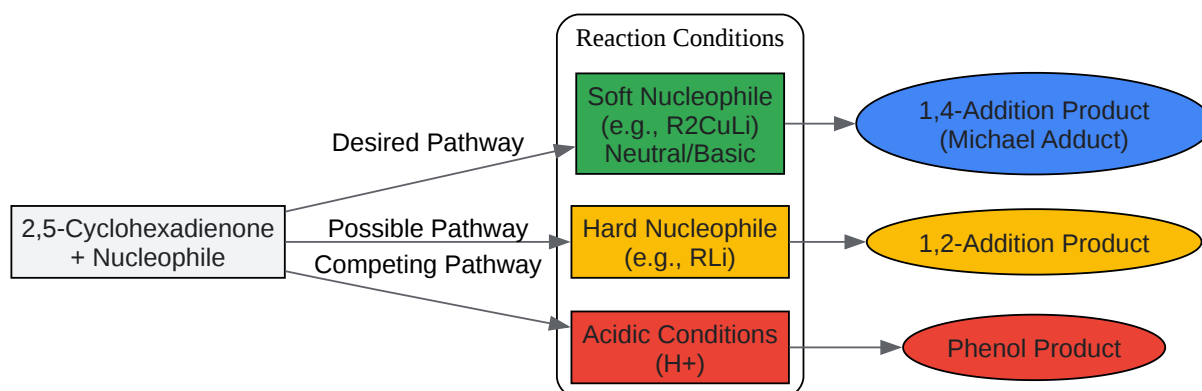 Reaction Conditions
Soft Nucleophile
(e.g., R2CuLi)
Neutral/Basic
1,4-Addition Product
(Michael Adduct)
Desired Pathway
2,5-Cyclohexadienone
+ Nucleophile
Possible Pathway
Hard Nucleophile
(e.g., RLi)
1,2-Addition Product
Competing Pathway
Acidic Conditions
(H+)
Phenol Product